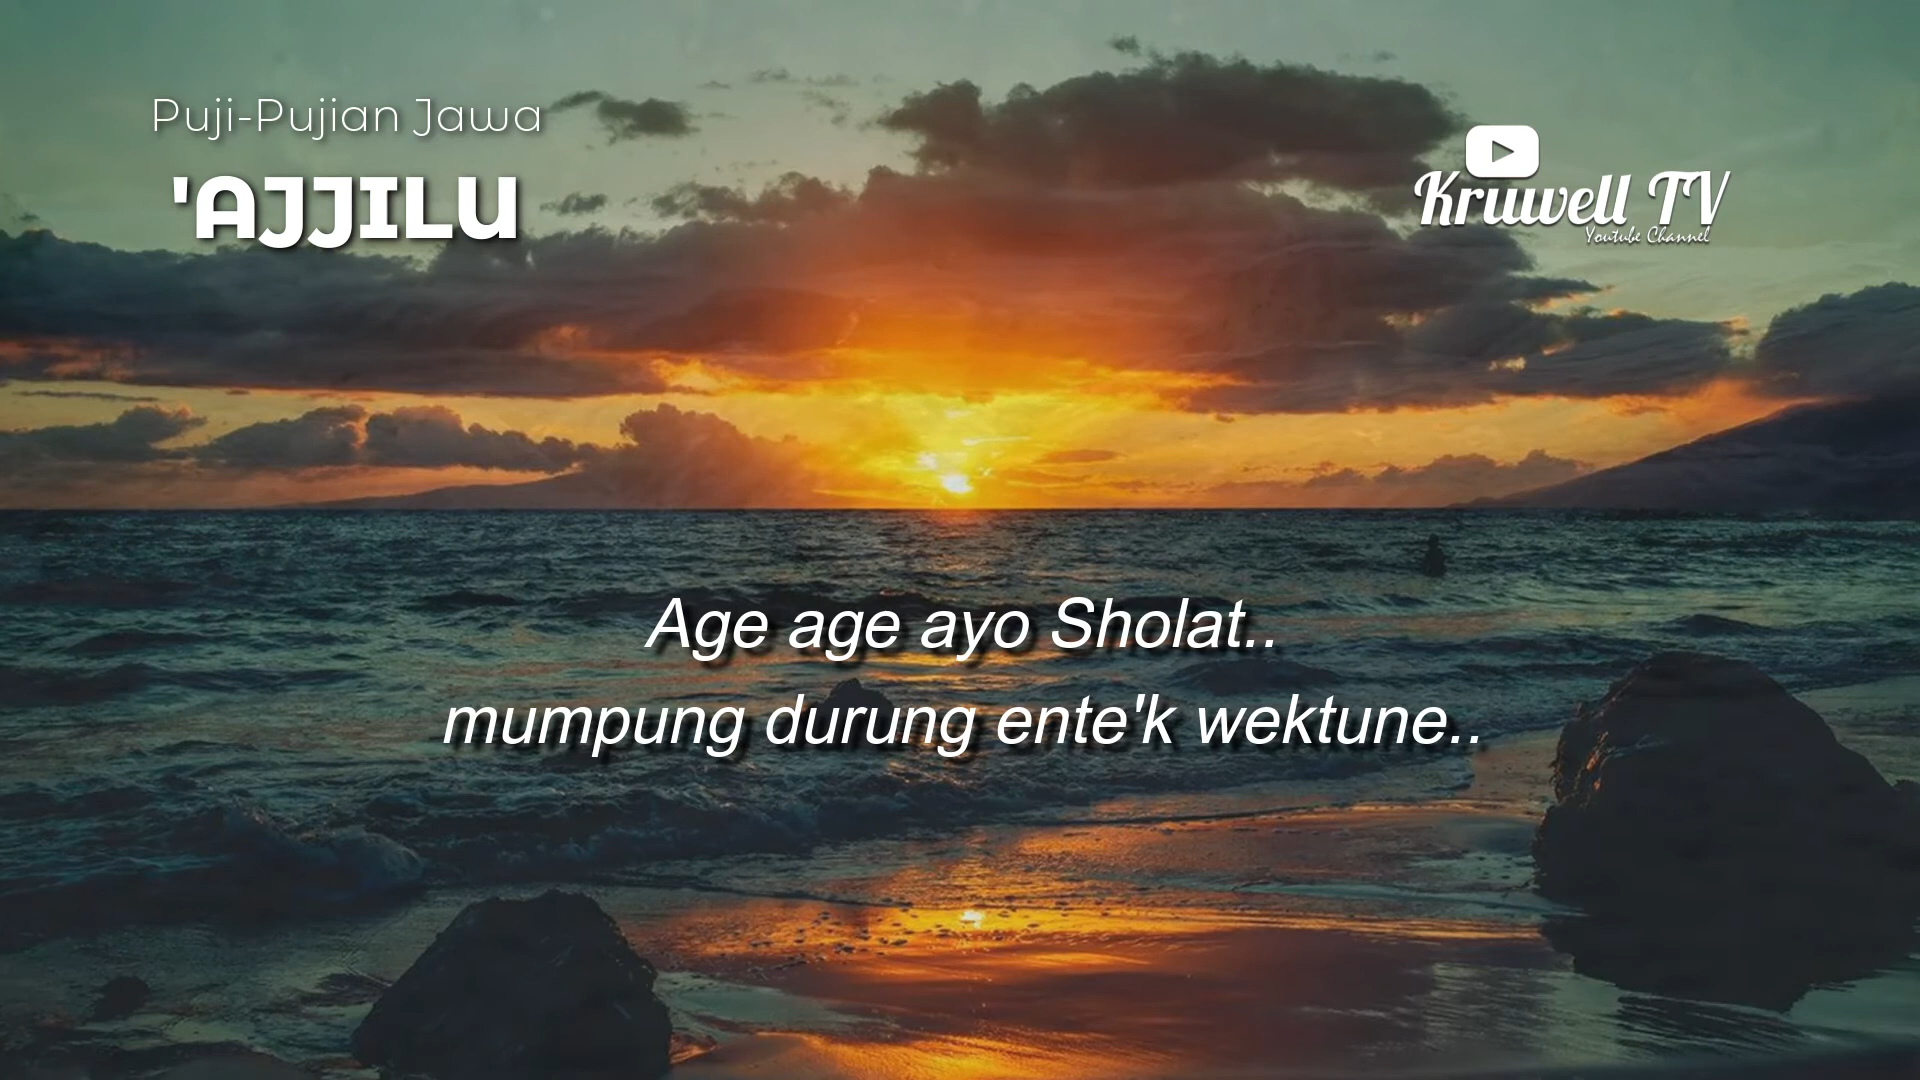 Puji-Pujian Jawa
'AJJILU
Kruwell TV
Youtube Channel
Age age ayo Sholat..
mumpung durung ente'k wektune..